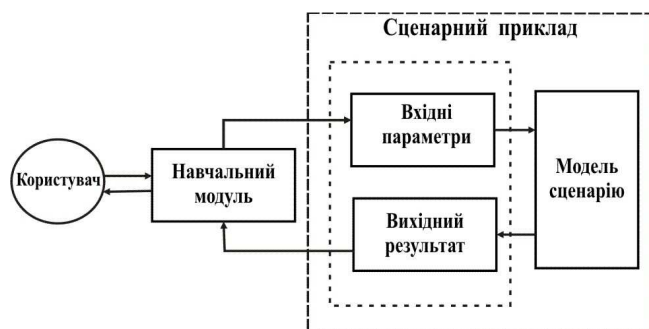 Сценарний приклад
Вхідні
параметри
Користувач
Навчальний
модуль
Модель
сценарію
Вихідний
результат